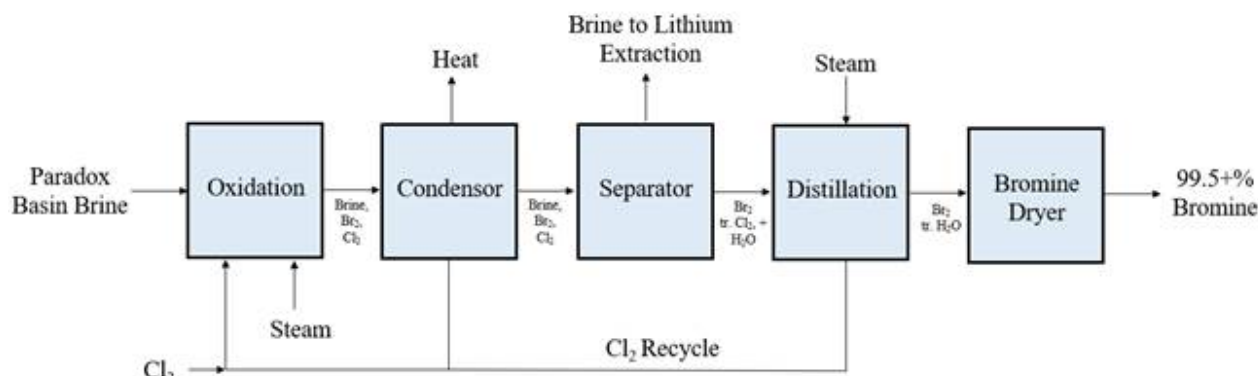 Brine to Lithium
Extraction
Heat
Steam
Paradox
Basin Brine
Oxidation
Brine,
Br₂,
Cl₂
Condensor
Brine,
Br₂,
Cl₂
Separator
Br₂
tr. Cl₂, +
H₂O
Distillation
Br₂
tr. H₂O
Bromine
Dryer
99.5+%
Bromine
Steam
Cl₂ Recycle
Cl₂